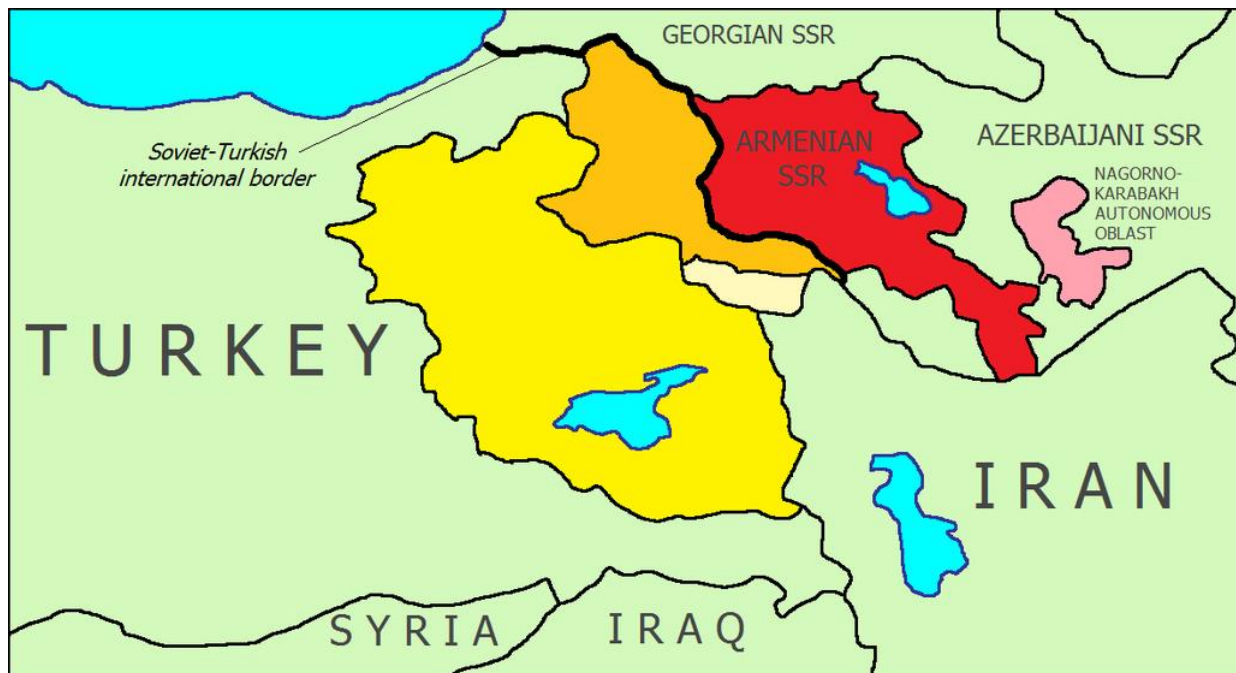 GEORGIAN SSR
Soviet-Turkish
international border
ARMENIAN
SSR
AZERBAIJANI SSR
NAGORNO-
KARABAKH
AUTONOMOUS
OBLAST
TURKEY
IRAN
SYRIA
IRAQ